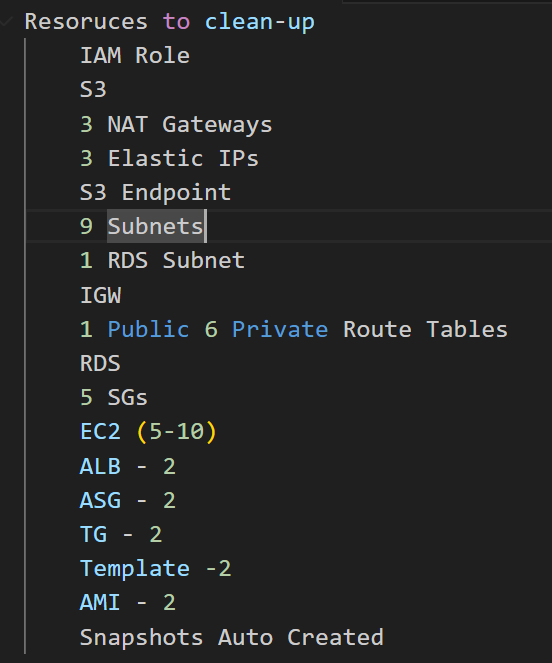 Resoruces to clean-up
IAM Role
S3
3 NAT Gateways
3 Elastic IPs
S3 Endpoint
9 Subnets
1 RDS Subnet
IGW
1 Public 6 Private Route Tables
RDS
5 SGs
EC2 (5-10)
ALB - 2
ASG - 2
TG - 2
Template -2
AMI - 2
Snapshots Auto Created